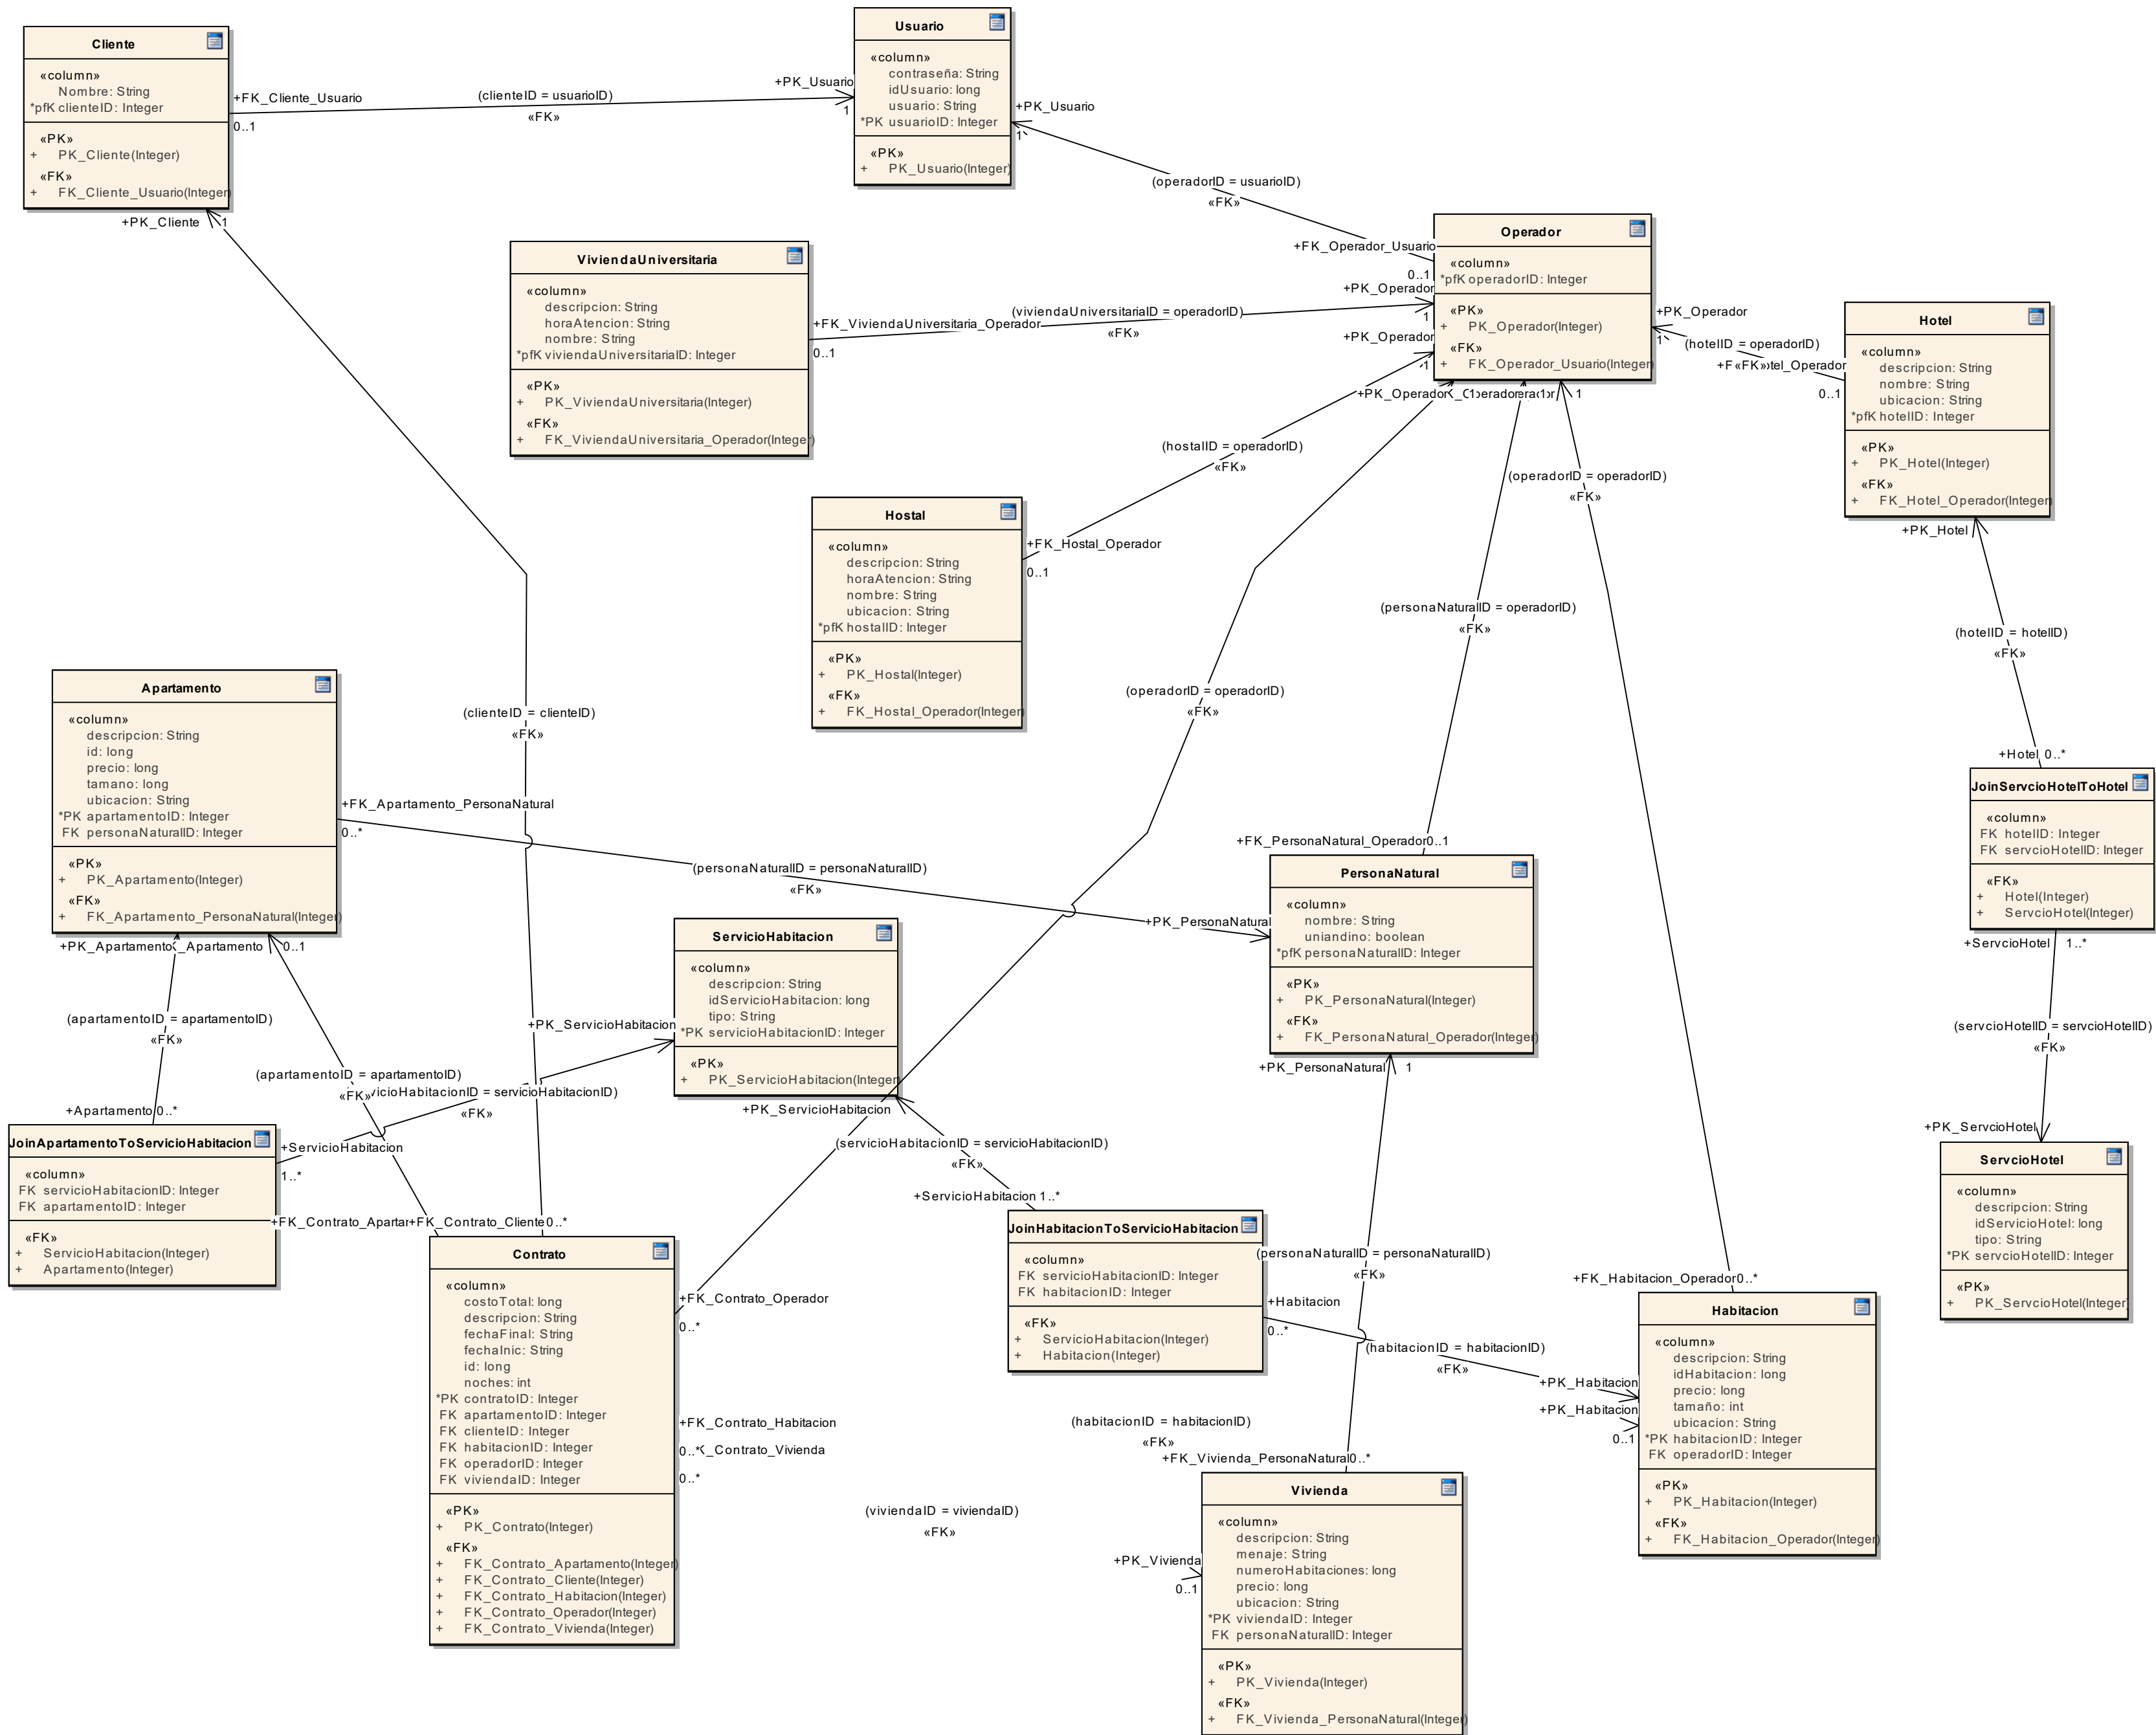 Cliente
«column»
Nombre: String
*pfK clienteID: Integer
«PK»
+ PK_Cliente(Integer)
«FK»
+ FK_Cliente_Usuario(Integer)
+FK_Cliente_Usuario
0..1
(clienteID = usuarioID)
«FK»
+PK_Usuario
1
Usuario
«column»
contraseña: String
idUsuario: long
usuario: String
*PK usuarioID: Integer
«PK»
+ PK_Usuario(Integer)
+PK_Usuario
1
(operadorID = usuarioID)
«FK»
+FK_Operador_Usuario
0..1
+PK_Cliente
1
ViviendaUniversitaria
«column»
descripcion: String
horaAtencion: String
nombre: String
*pfK viviendaUniversitariaID: Integer
«PK»
+ PK_ViviendaUniversitaria(Integer)
«FK»
+ FK_ViviendaUniversitaria_Operador(Integer)
+FK_ViviendaUniversitaria_Operador
0..1
(viviendaUniversitariaID = operadorID)
«FK»
+PK_Operador
1
+PK_Operador
1
Operador
«column»
*pfK operadorID: Integer
«PK»
+ PK_Operador(Integer)
«FK»
+ FK_Operador_Usuario(Integer)
+PK_Operador
1
(hotelID = operadorID)
«FK»
0..1
Hotel
«column»
descripcion: String
nombre: String
ubicacion: String
*pfK hotelID: Integer
«PK»
+ PK_Hotel(Integer)
«FK»
+ FK_Hotel_Operador(Integer)
+PK_Operador
1
(hostalID = operadorID)
«FK»
(operadorID = operadorID)
«FK»
+PK_Hotel
Hostal
«column»
descripcion: String
horaAtencion: String
nombre: String
ubicacion: String
*pfK hostalID: Integer
«PK»
+ PK_Hostal(Integer)
«FK»
+ FK_Hostal_Operador(Integer)
+FK_Hostal_Operador
0..1
(personaNaturalID = operadorID)
«FK»
(hotelID = hotelID)
«FK»
(operadorID = operadorID)
«FK»
(clienteID = clienteID)
«FK»
Apartamento
«column»
descripcion: String
id: long
precio: long
tamano: long
ubicacion: String
*PK apartamentoID: Integer
FK personaNaturalID: Integer
«PK»
+ PK_Apartamento(Integer)
«FK»
+ FK_Apartamento_PersonaNatural(Integer)
+FK_Apartamento_PersonaNatural
0..*
(personaNaturalID = personaNaturalID)
«FK»
+PK_PersonaNatural
+Hotel 0..*
JoinServcioHotelToHotel
«column»
FK hotelID: Integer
FK servcioHotelID: Integer
«FK»
+ Hotel(Integer)
+ ServcioHotel(Integer)
+ServcioHotel 1..*
+FK_PersonaNatural_Operador 0..1
PersonaNatural
«column»
nombre: String
uniandino: boolean
*pfK personaNaturalID: Integer
«PK»
+ PK_PersonaNatural(Integer)
«FK»
+ FK_PersonaNatural_Operador(Integer)
+PK_PersonaNatural 1
ServicioHabitacion
«column»
descripcion: String
idServicioHabitacion: long
tipo: String
*PK servicioHabitacionID: Integer
«PK»
+ PK_ServicioHabitacion(Integer)
+PK_ServicioHabitacion
+PK_ServicioHabitacion
+PK_Apartamento
0..1
(apartamentoID = apartamentoID)
«FK»
(apartamentoID = apartamentoID)
«FK»
servicioHabitacionID = servicioHabitacionID)
«FK»
(servcioHotelID = servcioHotelID)
«FK»
+Apartamento 0..*
JoinApartamentoToServicioHabitacion
«column»
FK servicioHabitacionID: Integer
FK apartamentoID: Integer
«FK»
+ ServicioHabitacion(Integer)
+ Apartamento(Integer)
+ServicioHabitacion
1..*
(servicioHabitacionID = servicioHabitacionID)
«FK»
+ServicioHabitacion 1..*
+PK_ServcioHotel
ServcioHotel
«column»
descripcion: String
idServicioHotel: long
tipo: String
*PK servcioHotelID: Integer
«PK»
+ PK_ServcioHotel(Integer)
+FK_Contrato_Cliente 0..*
Contrato
«column»
costoTotal: long
descripcion: String
fechaFinal: String
fechaInic: String
id: long
noches: int
*PK contratoID: Integer
FK apartamentoID: Integer
FK clienteID: Integer
FK habitacionID: Integer
FK operadorID: Integer
FK viviendaID: Integer
«PK»
+ PK_Contrato(Integer)
«FK»
+ FK_Contrato_Apartamento(Integer)
+ FK_Contrato_Cliente(Integer)
+ FK_Contrato_Habitacion(Integer)
+ FK_Contrato_Operador(Integer)
+ FK_Contrato_Vivienda(Integer)
+FK_Contrato_Operador
0..*
+FK_Contrato_Habitacion
0..*
_Contrato_Vivienda
0..*
JoinHabitacionToServicioHabitacion
«column»
FK servicioHabitacionID: Integer
FK habitacionID: Integer
«FK»
+ ServicioHabitacion(Integer)
+ Habitacion(Integer)
(personaNaturalID = personaNaturalID)
«FK»
+Habitacion
0..*
(habitacionID = habitacionID)
«FK»
+PK_Habitacion
+PK_Habitacion
0..1
+FK_Habitacion_Operador 0..*
Habitacion
«column»
descripcion: String
idHabitacion: long
precio: long
tamaño: int
ubicacion: String
*PK habitacionID: Integer
FK operadorID: Integer
«PK»
+ PK_Habitacion(Integer)
«FK»
+ FK_Habitacion_Operador(Integer)
(habitacionID = habitacionID)
«FK»
+FK_Vivienda_PersonaNatural 0..*
(viviendaID = viviendaID)
«FK»
+PK_Vivienda
0..1
Vivienda
«column»
descripcion: String
menaje: String
numeroHabitaciones: long
precio: long
ubicacion: String
*PK viviendaID: Integer
FK personaNaturalID: Integer
«PK»
+ PK_Vivienda(Integer)
«FK»
+ FK_Vivienda_PersonaNatural(Integer)